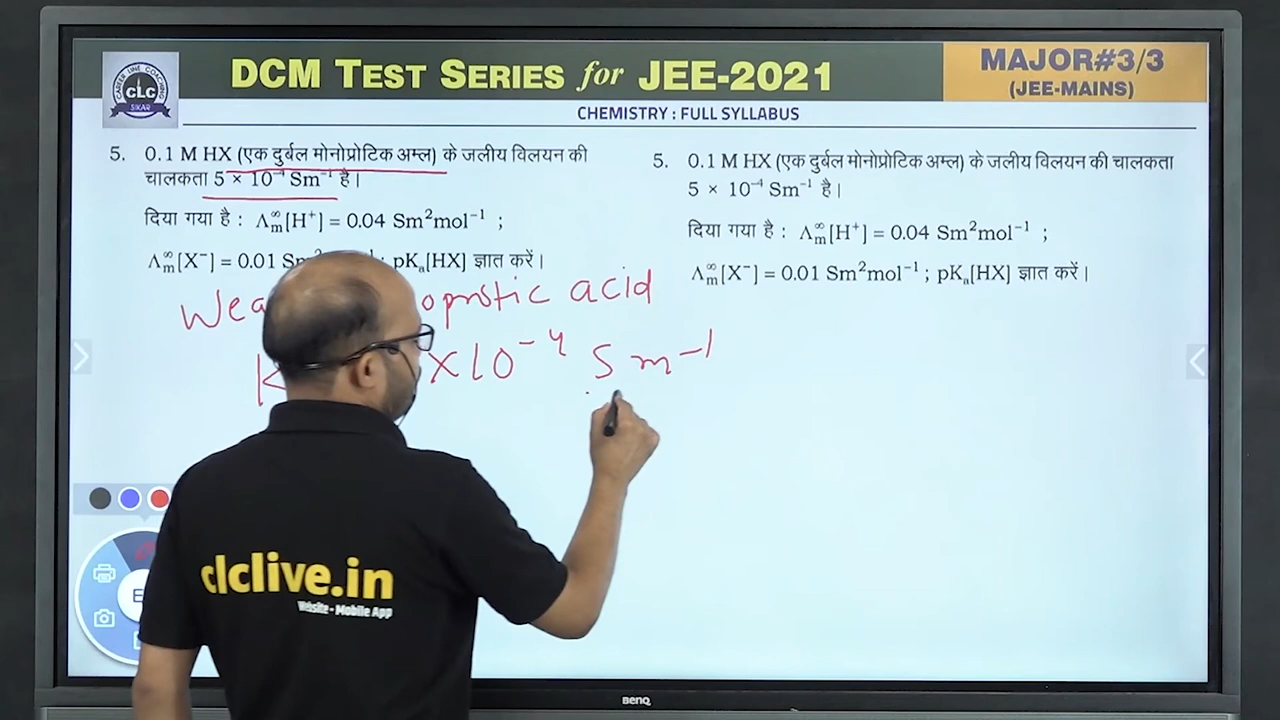 CAREER LINE COACHING
CLC
SIKAR
DCM TEST SERIES for JEE-2021
MAJOR#3/3
(JEE-MAINS)
CHEMISTRY : FULL SYLLABUS
5. 0.1 M HX (एक दुर्बल मोनोप्रोटिक अम्ल) के जलीय विलयन की
चालकता 5 × 10⁻⁴ Sm⁻¹ है।
दिया गया है : Λ∞m[H⁺] = 0.04 Sm²mol⁻¹ ;
Λ∞m[X⁻] = 0.01 Sm pKa[HX] ज्ञात करें।
Wea oprotic acid
K ×10⁻⁴ S m⁻¹
5. 0.1 M HX (एक दुर्बल मोनोप्रोटिक अम्ल) के जलीय विलयन की चालकता
5 × 10⁻⁴ Sm⁻¹ है।
दिया गया है : Λ∞m[H⁺] = 0.04 Sm²mol⁻¹ ;
Λ∞m[X⁻] = 0.01 Sm²mol⁻¹ ; pKa[HX] ज्ञात करें।
clclive.in
Website - Mobile App
BenQ